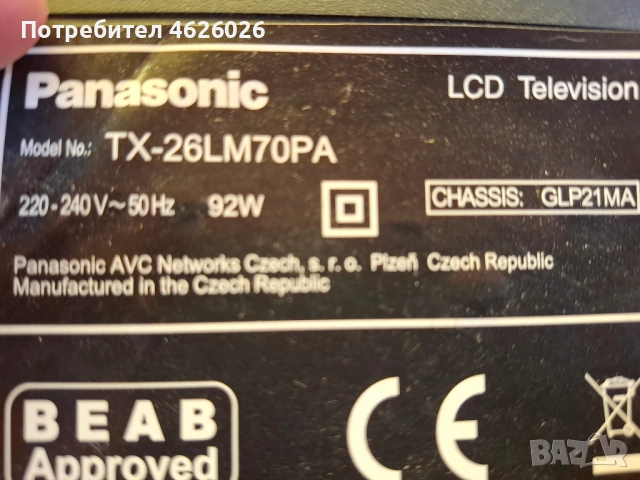 Потребител 4626026
Panasonic
LCD Television
Model No.: TX-26LM70PA
220-240V~50Hz 92W
CHASSIS: GLP21MA
Panasonic AVC Networks Czech, s. r. o. Plzeň Czech Republic
Manufactured in the Czech Republic
BEAB
Approved
CE
BAZAR